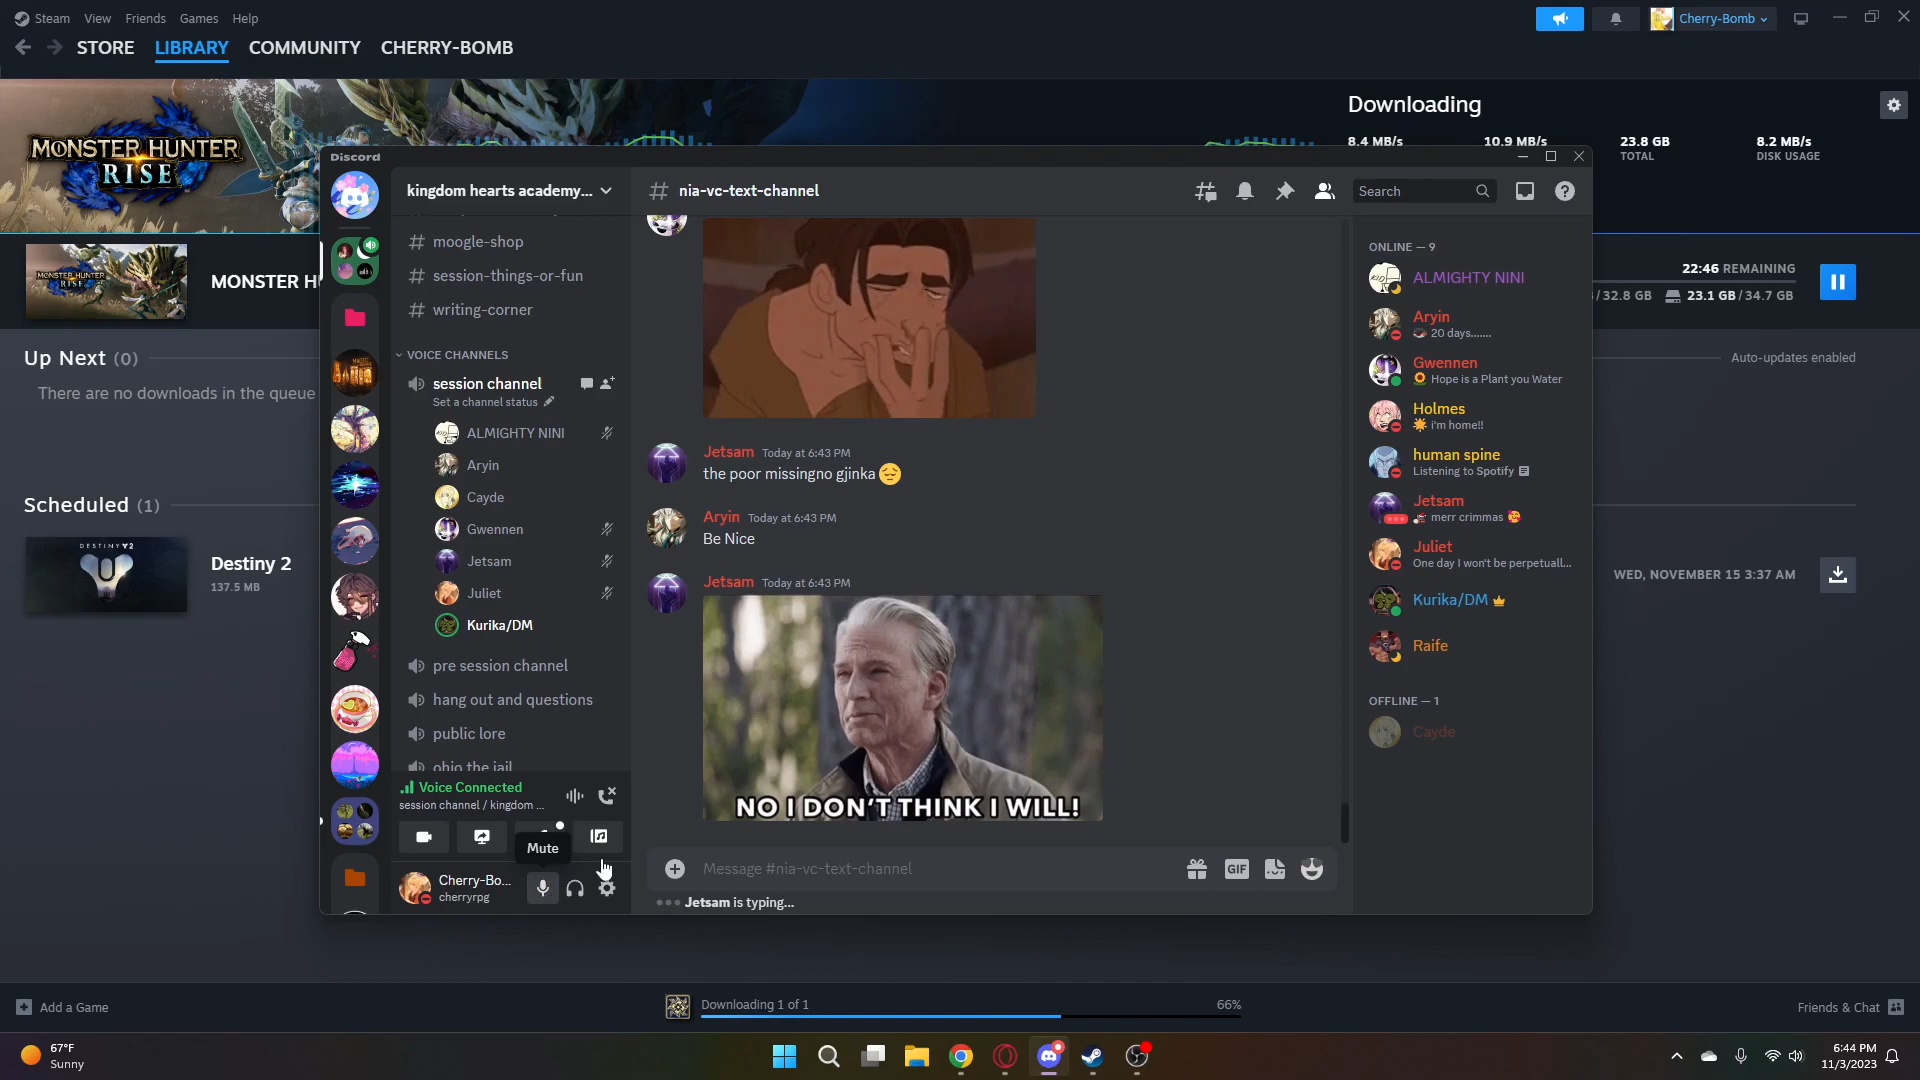 Steam View Friends Games Help
Cherry-Bomb
STORE LIBRARY COMMUNITY CHERRY-BOMB
MONSTER HUNTER
RISE
Downloading
8.4 MB/s 10.9 MB/s 23.8 GB 8.2 MB/s
TOTAL DISK USAGE
MONSTER HUNTER
RISE
MONSTER H
22:46 REMAINING
/ 32.8 GB 23.1 GB / 34.7 GB
Up Next (0)
Auto-updates enabled
There are no downloads in the queue
Scheduled (1)
DESTINY 2
Destiny 2
137.5 MB
WED, NOVEMBER 15 3:37 AM
Discord
kingdom hearts academy...
# moogle-shop
# session-things-or-fun
# writing-corner
VOICE CHANNELS
session channel
Set a channel status
ALMIGHTY NINI
Aryin
Cayde
Gwennen
Jetsam
Juliet
Kurika/DM
pre session channel
hang out and questions
public lore
ohio the jail
Voice Connected
session channel / kingdom ...
Mute
Cherry-Bo...
cherryrpg
# nia-vc-text-channel
Search
Jetsam Today at 6:43 PM
the poor missingno gjinka
Aryin Today at 6:43 PM
Be Nice
Jetsam Today at 6:43 PM
NO I DON'T THINK I WILL!
Message #nia-vc-text-channel
GIF
Jetsam is typing...
ONLINE — 9
ALMIGHTY NINI
Aryin
20 days.......
Gwennen
Hope is a Plant you Water
Holmes
i'm home!!
human spine
Listening to Spotify
Jetsam
merr crimmas
Juliet
One day I won't be perpetuall...
Kurika/DM
Raife
OFFLINE — 1
Cayde
Add a Game
Downloading 1 of 1 66%
Friends & Chat
67°F
Sunny
6:44 PM
11/3/2023